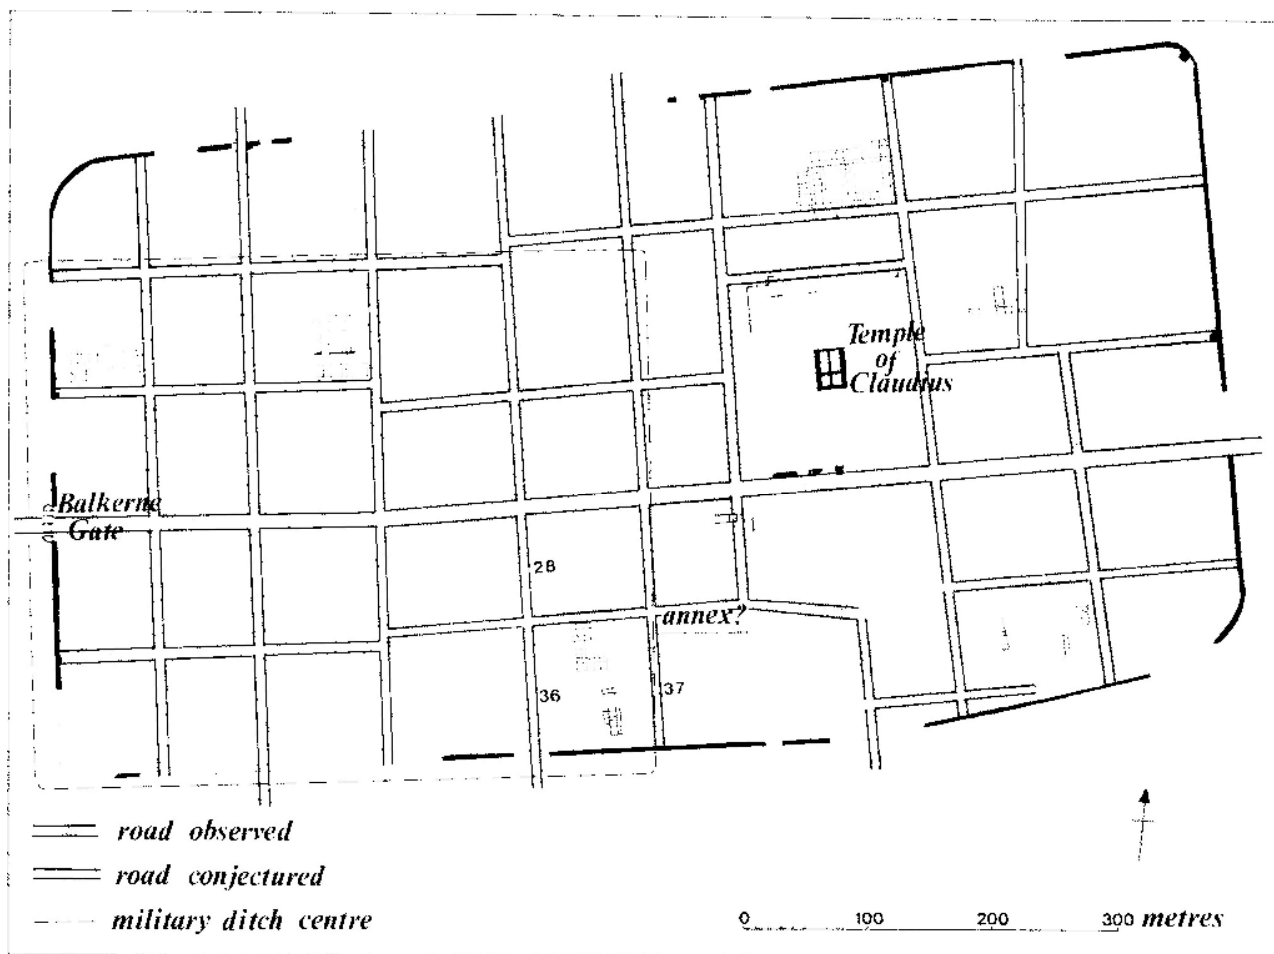 Temple
of
Claudius
Balkerne
Gate
28
annex?
36
37
road observed
road conjectured
military ditch centre
0 100 200 300 metres